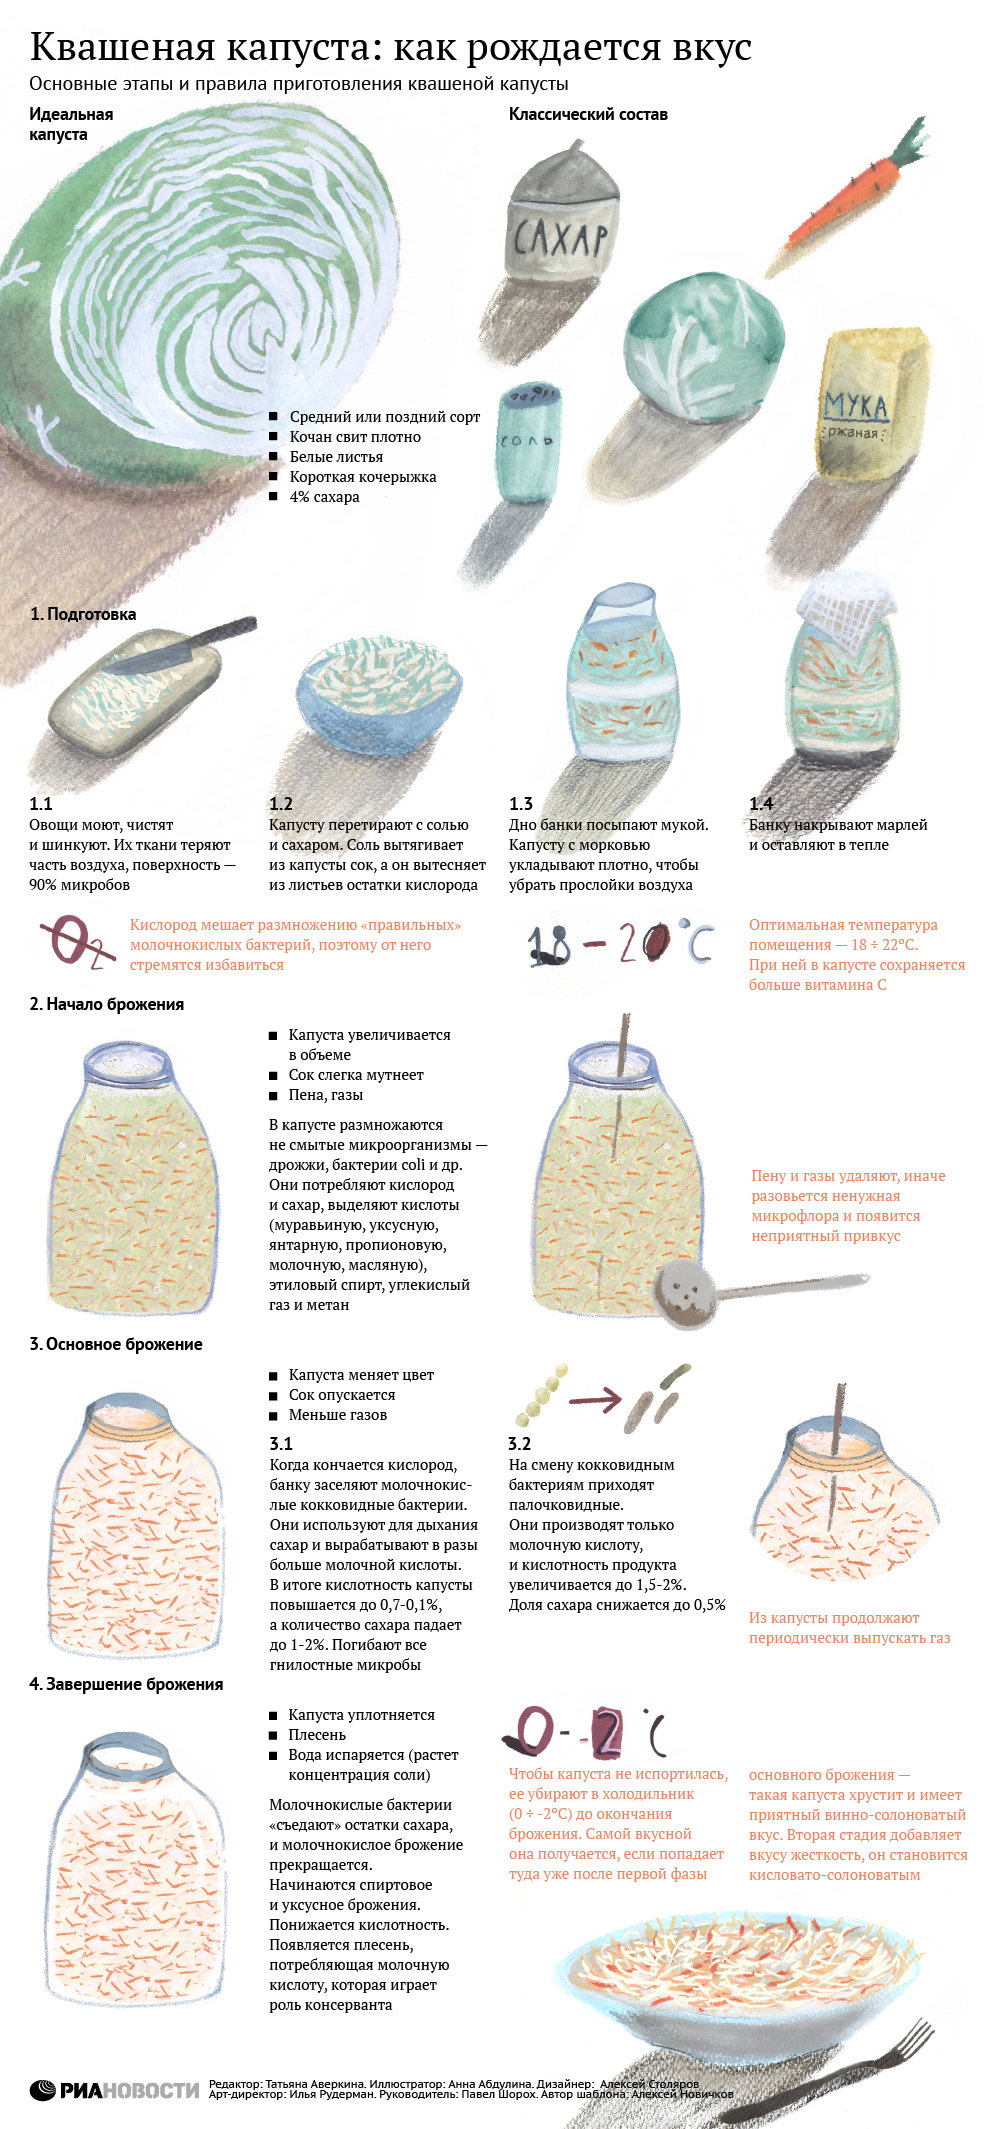 Квашеная капуста: как рождается вкус
Основные этапы и правила приготовления квашеной капусты
Идеальная
капуста
Средний или поздний сорт
Кочан свит плотно
Белые листья
Короткая кочерыжка
4% сахара
Классический состав
САХАР
СОЛЬ
МУКА
ржаная
1. Подготовка
1.1
Овощи моют, чистят
и шинкуют. Их ткани теряют
часть воздуха, поверхность —
90% микробов
1.2
Капусту перетирают с солью
и сахаром. Соль вытягивает
из капусты сок, а он вытесняет
из листьев остатки кислорода
1.3
Дно банки посыпают мукой.
Капусту с морковью
укладывают плотно, чтобы
убрать прослойки воздуха
1.4
Банку накрывают марлей
и оставляют в тепле
O2
Кислород мешает размножению «правильных»
молочнокислых бактерий, поэтому от него
стремятся избавиться
18 - 20°C
Оптимальная температура
помещения — 18 ÷ 22°C.
При ней в капусте сохраняется
больше витамина С
2. Начало брожения
Капуста увеличивается
в объеме
Сок слегка мутнеет
Пена, газы
В капусте размножаются
не смытые микроорганизмы —
дрожжи, бактерии coli и др.
Они потребляют кислород
и сахар, выделяют кислоты
(муравьиную, уксусную,
янтарную, пропионовую,
молочную, масляную),
этиловый спирт, углекислый
газ и метан
Пену и газы удаляют, иначе
разовьется ненужная
микрофлора и появится
неприятный привкус
3. Основное брожение
Капуста меняет цвет
Сок опускается
Меньше газов
3.1
Когда кончается кислород,
банку заселяют молочнокис-
лые кокковидные бактерии.
Они используют для дыхания
сахар и вырабатывают в разы
больше молочной кислоты.
В итоге кислотность капусты
повышается до 0,7-0,1%,
а количество сахара падает
до 1-2%. Погибают все
гнилостные микробы
3.2
На смену кокковидным
бактериям приходят
палочковидные.
Они производят только
молочную кислоту,
и кислотность продукта
увеличивается до 1,5-2%.
Доля сахара снижается до 0,5%
Из капусты продолжают
периодически выпускать газ
4. Завершение брожения
Капуста уплотняется
Плесень
Вода испаряется (растет
концентрация соли)
Молочнокислые бактерии
«съедают» остатки сахара,
и молочнокислое брожение
прекращается.
Начинаются спиртовое
и уксусное брожения.
Понижается кислотность.
Появляется плесень,
потребляющая молочную
кислоту, которая играет
роль консерванта
0 - -2°C
Чтобы капуста не испортилась,
ее убирают в холодильник
(0 ÷ -2°C) до окончания
брожения. Самой вкусной
она получается, если попадает
туда уже после первой фазы
основного брожения —
такая капуста хрустит и имеет
приятный винно-солоноватый
вкус. Вторая стадия добавляет
вкусу жесткость, он становится
кисловато-солоноватым
РИАНОВОСТИ
Редактор: Татьяна Аверкина. Иллюстратор: Анна Абдулина. Дизайнер: Алексей Столяров
Арт-директор: Илья Рудерман. Руководитель: Павел Шорох. Автор шаблона: Алексей Новичков